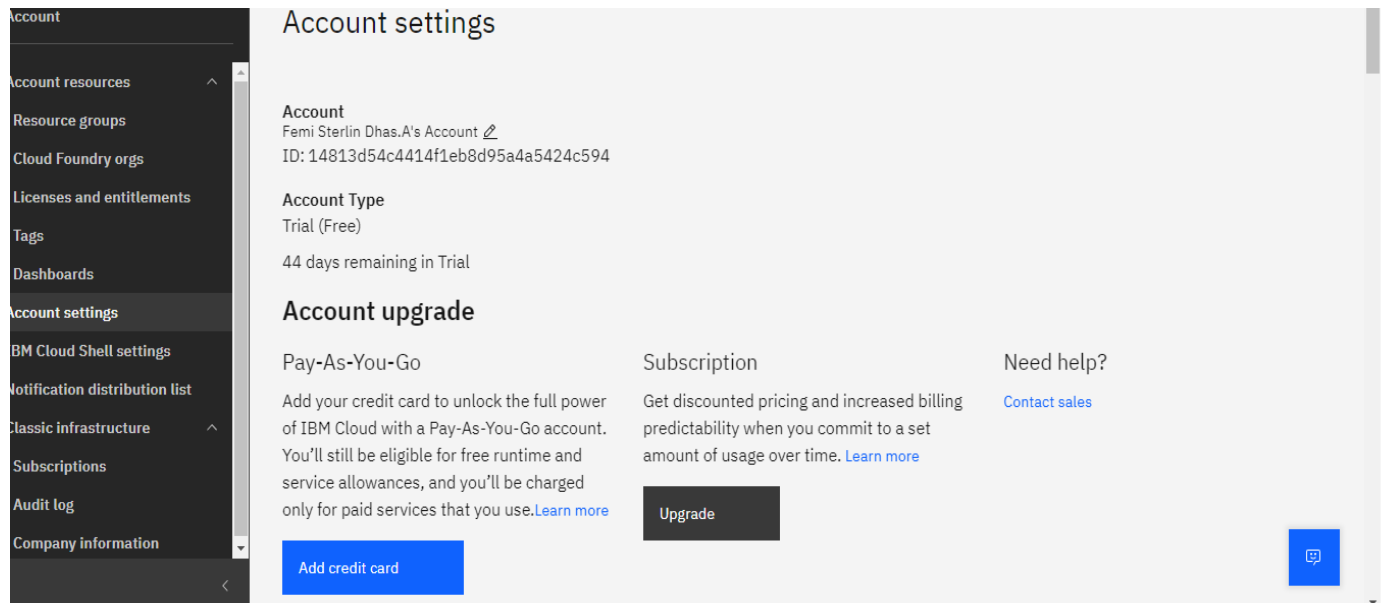 Account
Account resources
Resource groups
Cloud Foundry orgs
Licenses and entitlements
Tags
Dashboards
Account settings
IBM Cloud Shell settings
Notification distribution list
Classic infrastructure
Subscriptions
Audit log
Company information
Account settings
Account
Femi Sterlin Dhas.A's Account
ID: 14813d54c4414f1eb8d95a4a5424c594
Account Type
Trial (Free)
44 days remaining in Trial
Account upgrade
Pay-As-You-Go
Add your credit card to unlock the full power
of IBM Cloud with a Pay-As-You-Go account.
You'll still be eligible for free runtime and
service allowances, and you'll be charged
only for paid services that you use.Learn more
Add credit card
Subscription
Get discounted pricing and increased billing
predictability when you commit to a set
amount of usage over time. Learn more
Upgrade
Need help?
Contact sales